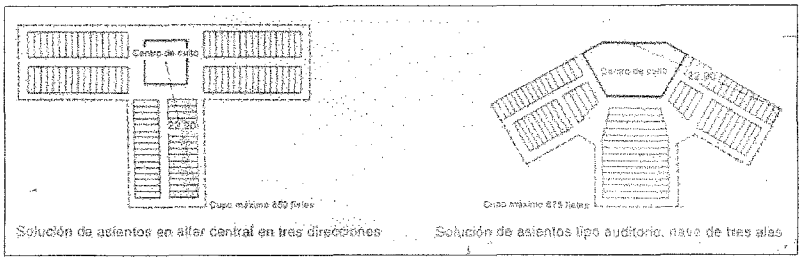 Centro de culto
22.90
Cupo máximo 850 fieles
Solución de asientos en altar central en tres direcciones
Centro de culto
22.90
Cupo máximo 675 fieles
Solución de asientos tipo auditorio, nave de tres alas